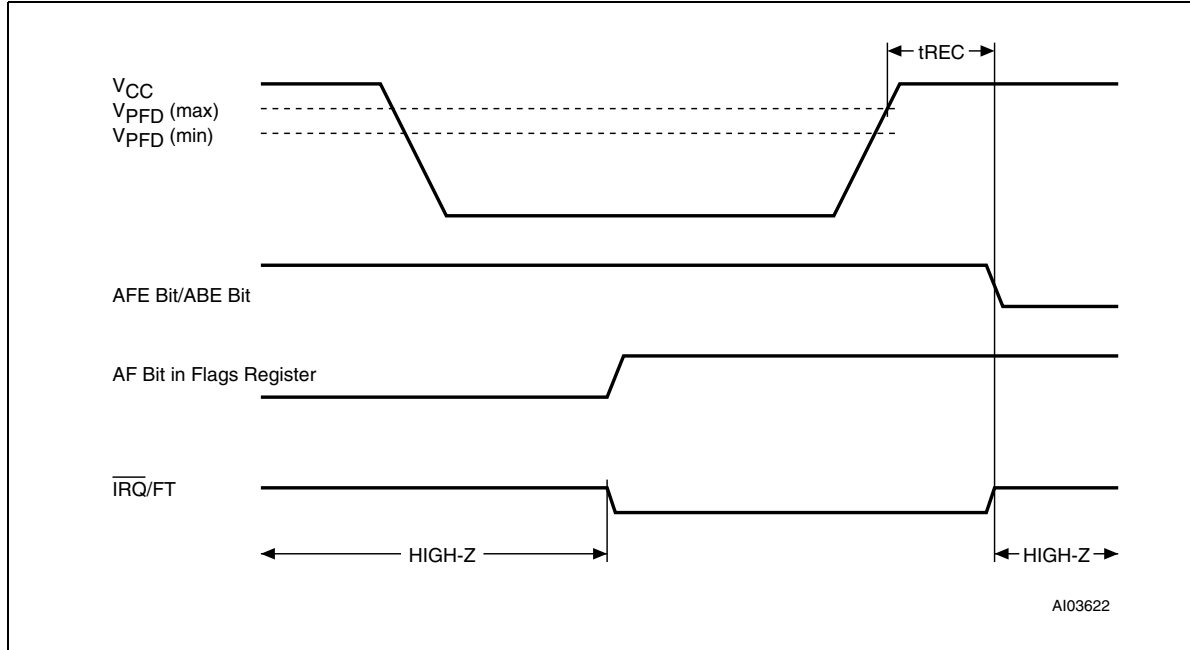 tREC
VCC
VPFD (max)
VPFD (min)
AFE Bit/ABE Bit
AF Bit in Flags Register
IRQ/FT
HIGH-Z
HIGH-Z
AI03622